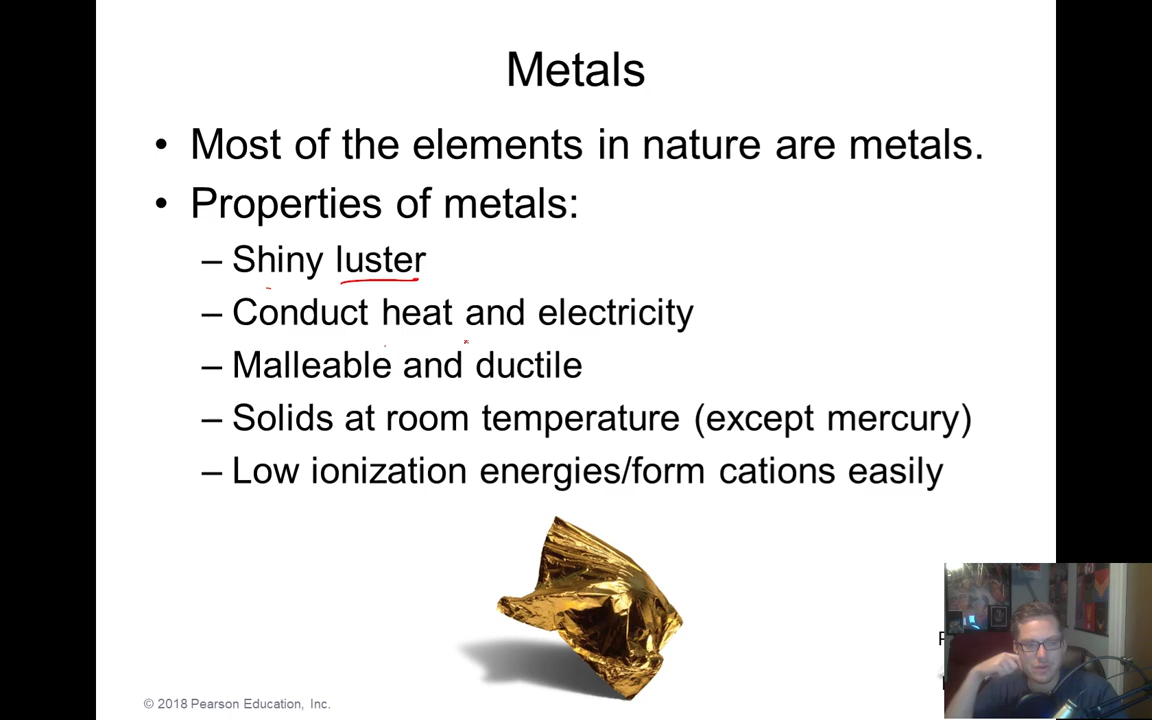 Metals
• Most of the elements in nature are metals.
• Properties of metals:
– Shiny luster
– Conduct heat and electricity
– Malleable and ductile
– Solids at room temperature (except mercury)
– Low ionization energies/form cations easily
© 2018 Pearson Education, Inc.